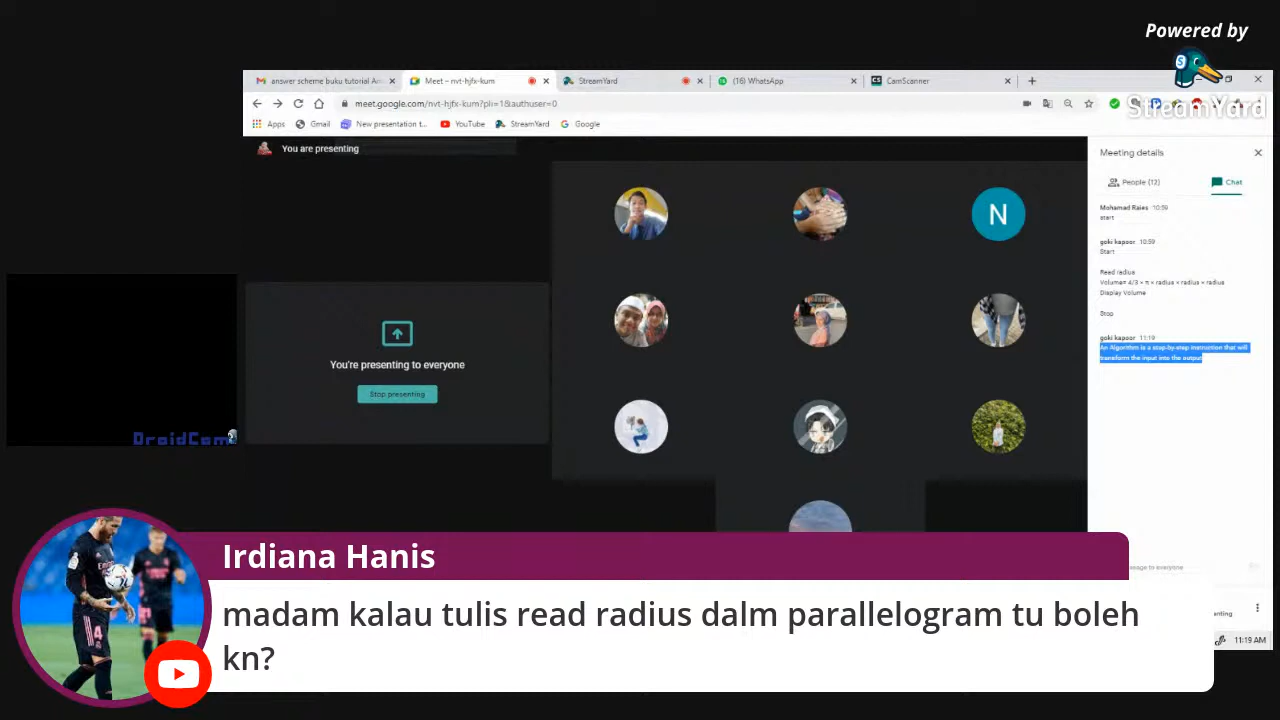 Powered by
StreamYard
answer scheme buku tutorial An
Meet – nvt-hjfx-kum
StreamYard
(16) WhatsApp
CamScanner
meet.google.com/nvt-hjfx-kum?pli=1&authuser=0
Apps
Gmail
New presentation t...
YouTube
StreamYard
Google
You are presenting
Meeting details
People (12)
Chat
Mohamad Raies 10:59
start
goki kapoor 10:59
Start
Read radius
Volume= 4/3 × π × radius × radius × radius
Display Volume
Stop
goki kapoor 11:19
An Algorithm is a step-by-step instruction that will
transform the input into the output
N
You're presenting to everyone
Stop presenting
DroidCam
Irdiana Hanis
madam kalau tulis read radius dalm parallelogram tu boleh
kn?
to everyone
11:19 AM